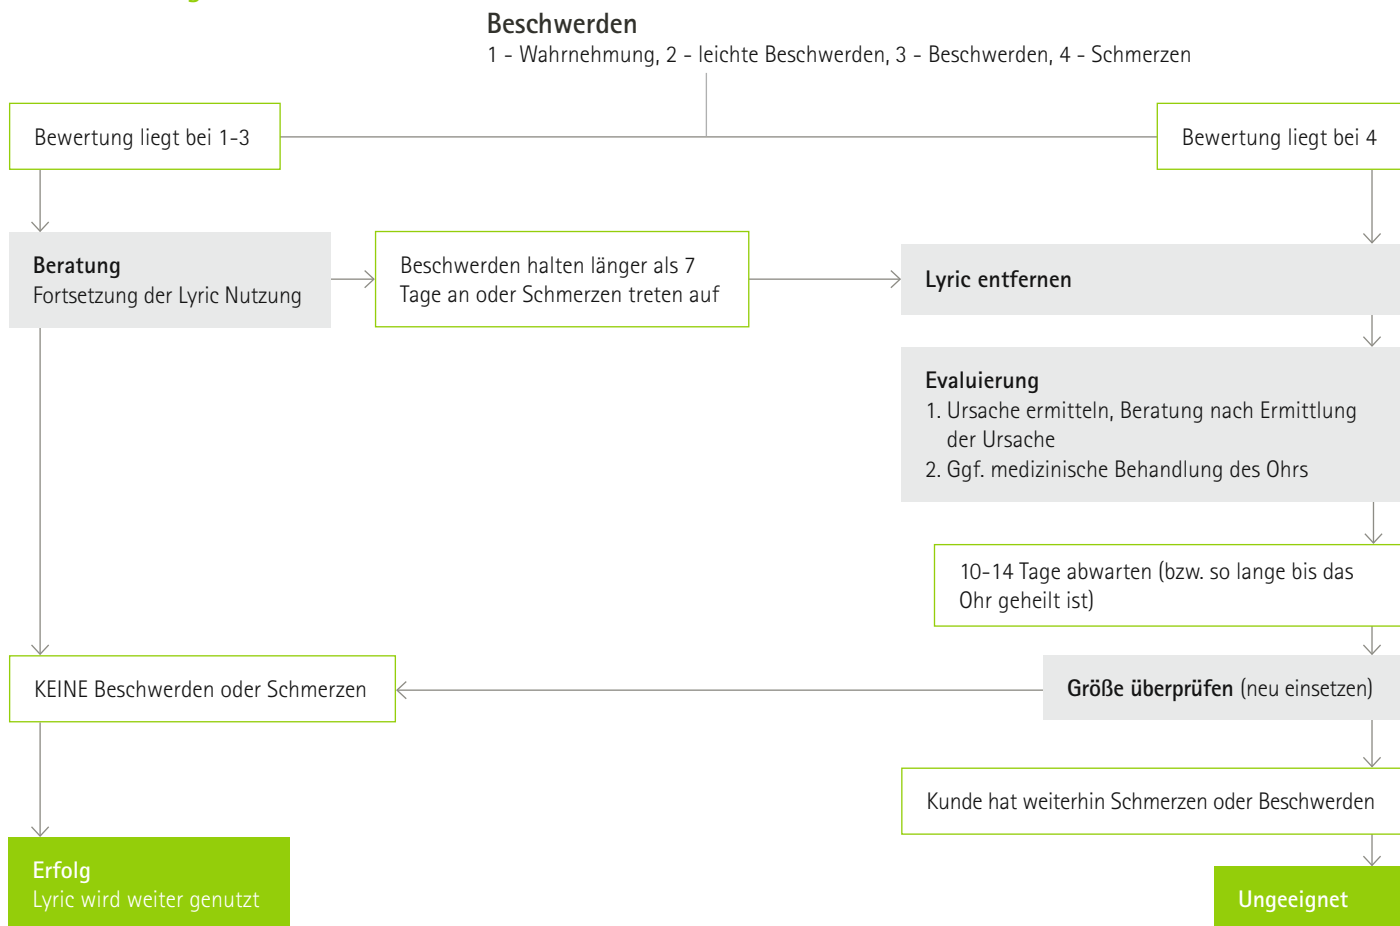 Beschwerden
1 - Wahrnehmung, 2 - leichte Beschwerden, 3 - Beschwerden, 4 - Schmerzen
Bewertung liegt bei 1-3
Bewertung liegt bei 4
Beratung
Fortsetzung der Lyric Nutzung
Beschwerden halten länger als 7
Tage an oder Schmerzen treten auf
Lyric entfernen
Evaluierung
1. Ursache ermitteln, Beratung nach Ermittlung
der Ursache
2. Ggf. medizinische Behandlung des Ohrs
10-14 Tage abwarten (bzw. so lange bis das
Ohr geheilt ist)
KEINE Beschwerden oder Schmerzen
Größe überprüfen (neu einsetzen)
Kunde hat weiterhin Schmerzen oder Beschwerden
Erfolg
Lyric wird weiter genutzt
Ungeeignet